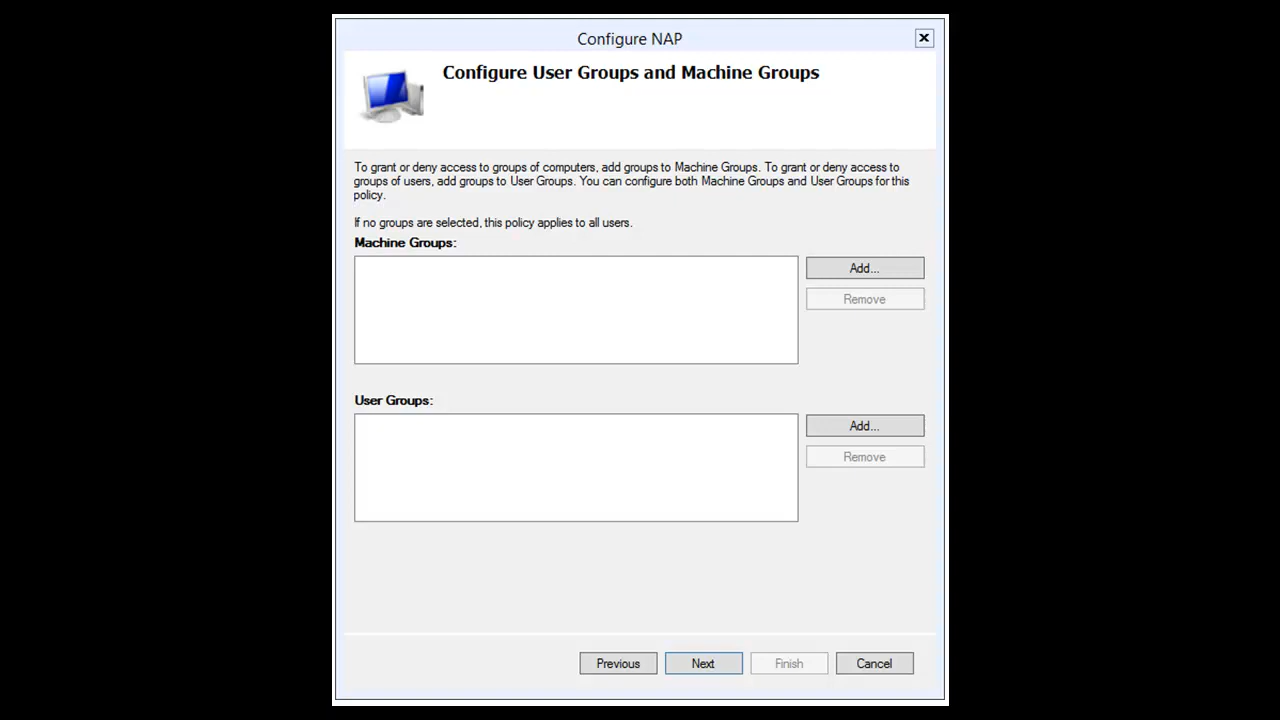 Configure NAP
Configure User Groups and Machine Groups
To grant or deny access to groups of computers, add groups to Machine Groups. To grant or deny access to
groups of users, add groups to User Groups. You can configure both Machine Groups and User Groups for this
policy.
If no groups are selected, this policy applies to all users.
Machine Groups:
Add...
Remove
User Groups:
Add...
Remove
Previous Next Finish Cancel